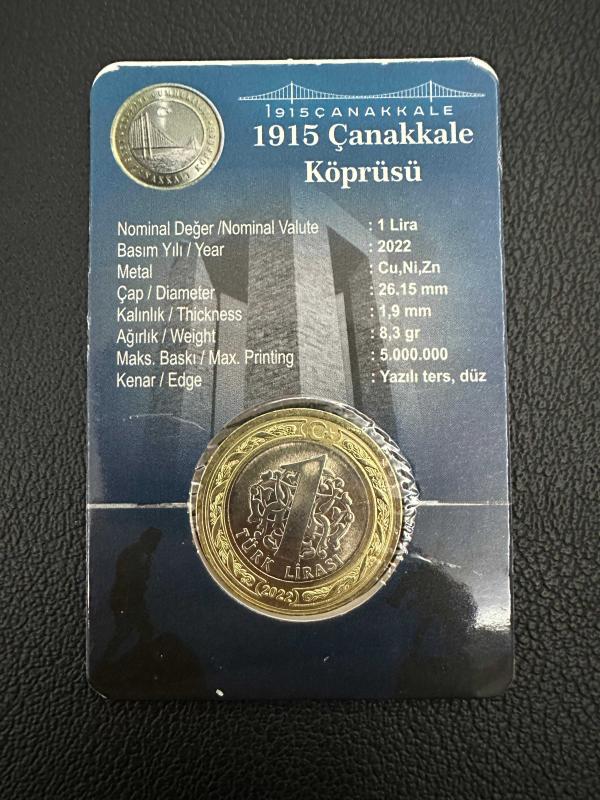 1915ÇANAKKALE
1915 Çanakkale
Köprüsü
Nominal Değer /Nominal Valute : 1 Lira
Basım Yılı / Year : 2022
Metal : Cu,Ni,Zn
Çap / Diameter : 26.15 mm
Kalınlık / Thickness : 1,9 mm
Ağırlık / Weight : 8,3 gr
Maks. Baskı / Max. Printing : 5.000.000
Kenar / Edge : Yazılı ters, düz
1
TÜRK LİRASI
2022